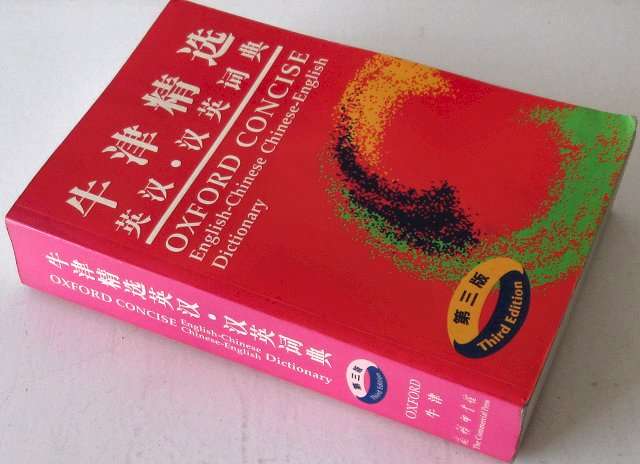 牛津精选
英汉·汉英词典
OXFORD CONCISE
English-Chinese Chinese-English
Dictionary
第三版
Third Edition
牛津精选英汉·汉英词典
OXFORD CONCISE English-Chinese
Chinese-English Dictionary
第三版
Third Edition
OXFORD
牛津
商务印书馆
The Commercial Press